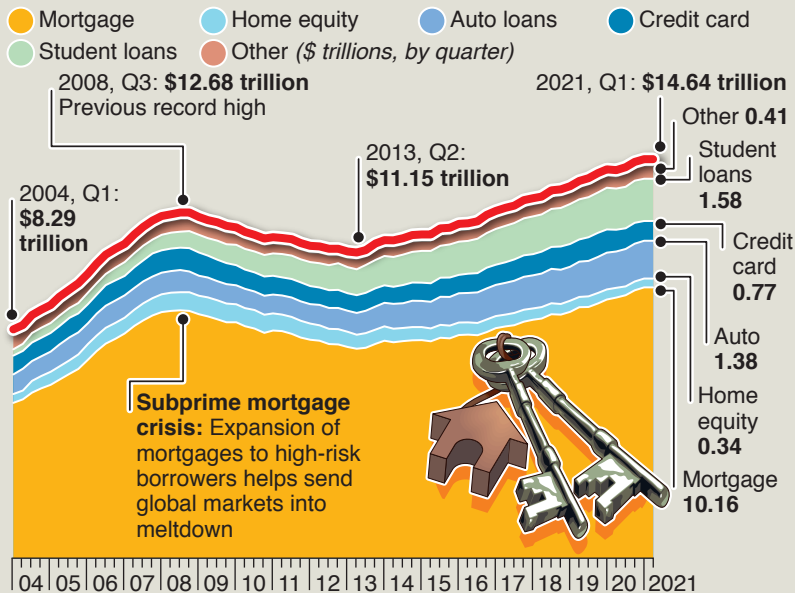 Mortgage Home equity Auto loans Credit card
Student loans Other ($ trillions, by quarter)
2008, Q3: $12.68 trillion
Previous record high
2021, Q1: $14.64 trillion
Other 0.41
Student
loans
1.58
2013, Q2:
$11.15 trillion
2004, Q1:
$8.29
trillion
Credit
card
0.77
Auto
1.38
Home
equity
0.34
Mortgage
10.16
Subprime mortgage
crisis: Expansion of
mortgages to high-risk
borrowers helps send
global markets into
meltdown
04 05 06 07 08 09 10 11 12 13 14 15 16 17 18 19 20 2021